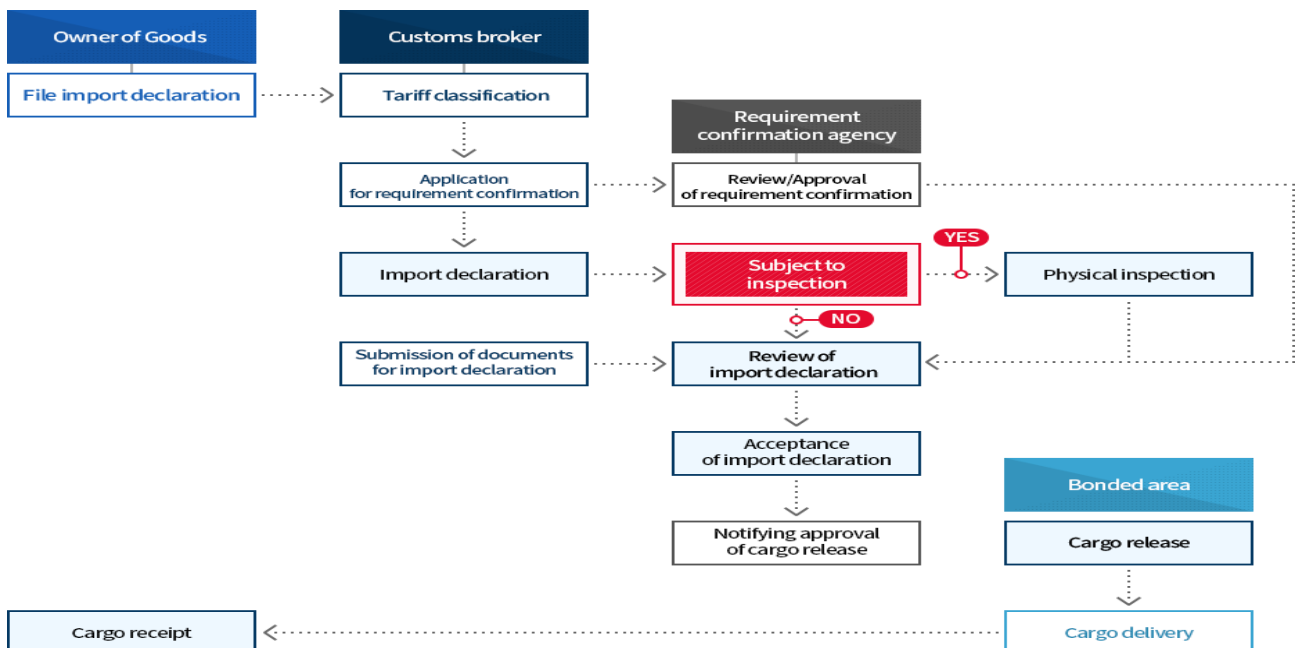 Owner of Goods
Customs broker
File import declaration
Tariff classification
Requirement
confirmation agency
Application
for requirement confirmation
Review/Approval
of requirement confirmation
YES
Import declaration
Subject to
inspection
Physical inspection
NO
Submission of documents
for import declaration
Review of
import declaration
Acceptance
of import declaration
Bonded area
Notifying approval
of cargo release
Cargo release
Cargo receipt
Cargo delivery